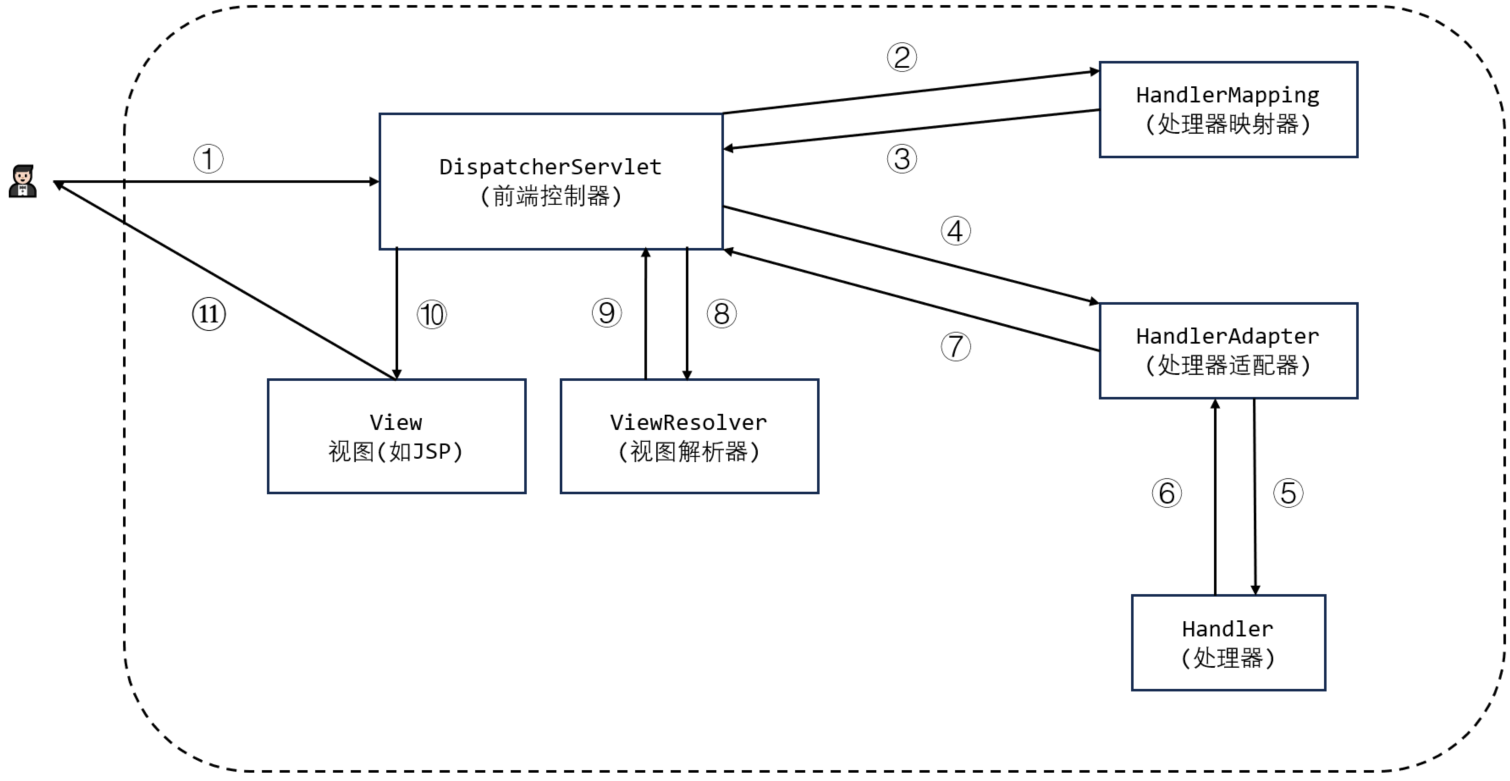 ②
HandlerMapping
(处理器映射器)
①
DispatcherServlet
(前端控制器)
③
④
⑪
⑩
⑨
⑧
⑦
HandlerAdapter
(处理器适配器)
View
视图(如JSP)
ViewResolver
(视图解析器)
⑥
⑤
Handler
(处理器)